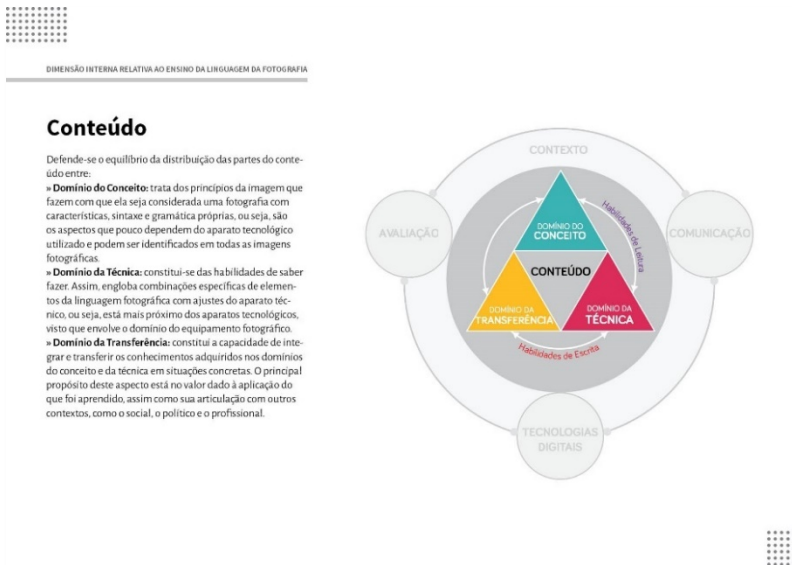 DIMENSÃO INTERNA RELATIVA AO ENSINO DA LINGUAGEM DA FOTOGRAFIA
Conteúdo
Defende-se o equilíbrio da distribuição das partes do conte-
údo entre:
» Domínio do Conceito: trata dos princípios da imagem que
fazem com que ela seja considerada uma fotografia com
características, sintaxe e gramática próprias, ou seja, são
os aspectos que pouco dependem do aparato tecnológico
utilizado e podem ser identificados em todas as imagens
fotográficas.
» Domínio da Técnica: constitui-se das habilidades de saber
fazer. Assim, engloba combinações específicas de elemen-
tos da linguagem fotográfica com ajustes do aparato téc-
nico, ou seja, está mais próximo dos aparatos tecnológicos,
visto que envolve o domínio do equipamento fotográfico.
» Domínio da Transferência: constitui a capacidade de inte-
grar e transferir os conhecimentos adquiridos nos domínios
do conceito e da técnica em situações concretas. O principal
propósito deste aspecto está no valor dado à aplicação do
que foi aprendido, assim como sua articulação com outros
contextos, como o social, o político e o profissional.
CONTEXTO
AVALIAÇÃO
COMUNICAÇÃO
Habilidades de Leitura
DOMÍNIO DO
CONCEITO
CONTEÚDO
DOMÍNIO DA
TRANSFERÊNCIA
DOMÍNIO DA
TÉCNICA
Habilidades de Escrita
TECNOLOGIAS
DIGITAIS